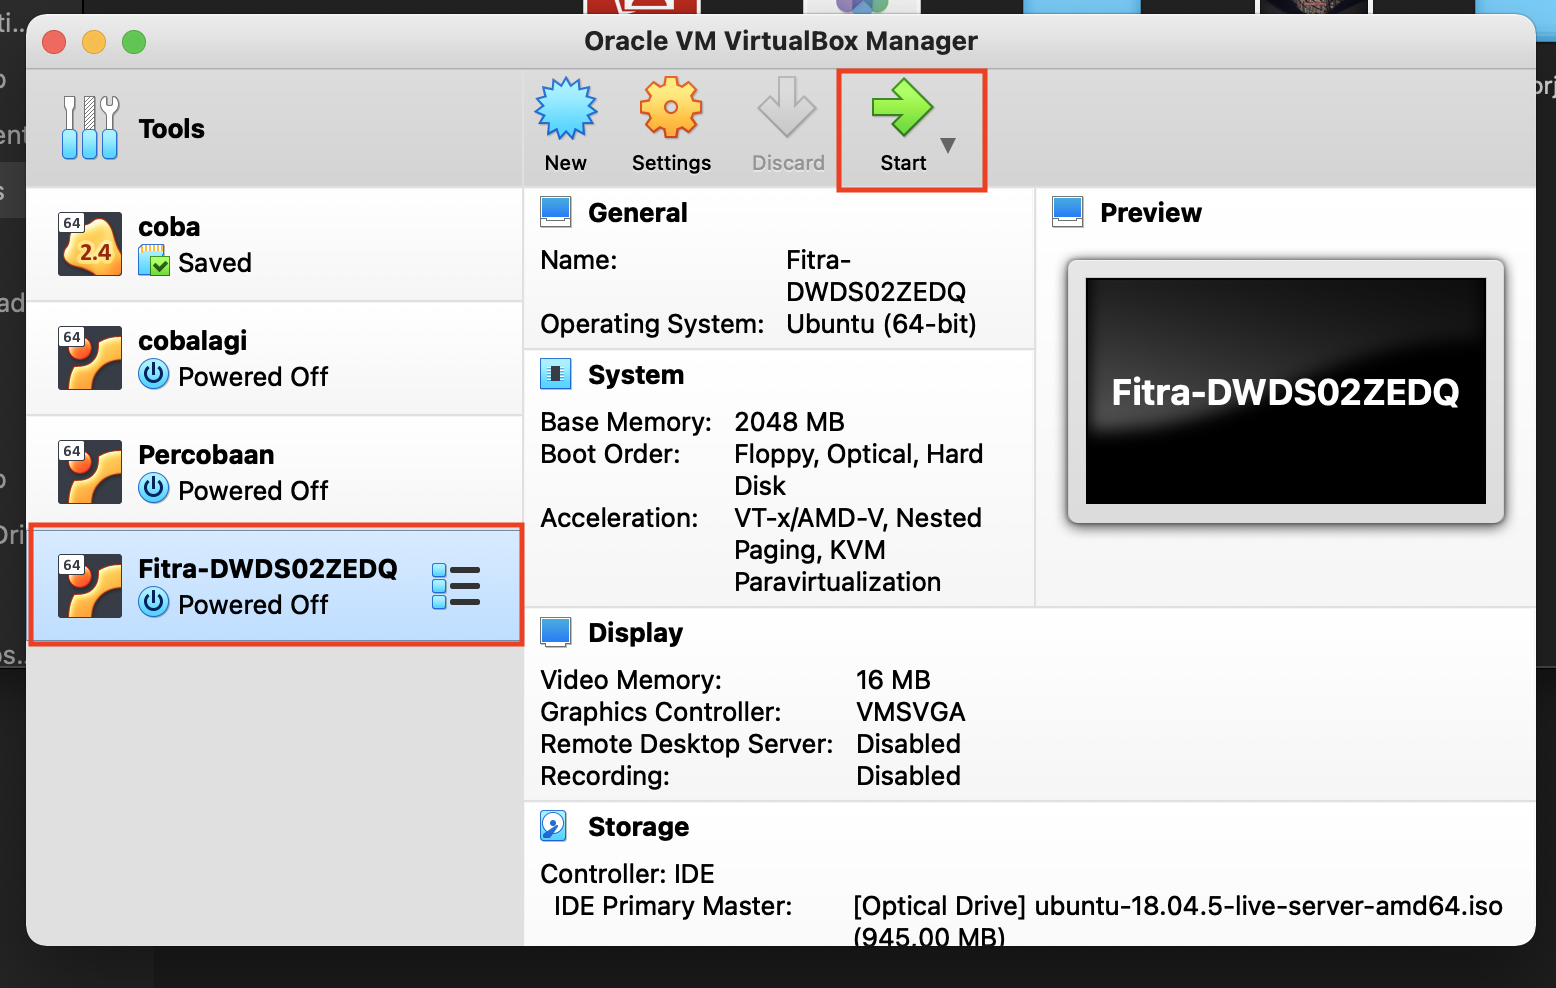 Oracle VM VirtualBox Manager
Tools
New
Settings
Discard
Start
64
2.4
coba
Saved
64
cobalagi
Powered Off
64
Percobaan
Powered Off
64
Fitra-DWDS02ZEDQ
Powered Off
General
Name: Fitra-
DWDS02ZEDQ
Operating System: Ubuntu (64-bit)
System
Base Memory: 2048 MB
Boot Order: Floppy, Optical, Hard
Disk
Acceleration: VT-x/AMD-V, Nested
Paging, KVM
Paravirtualization
Preview
Fitra-DWDS02ZEDQ
Display
Video Memory: 16 MB
Graphics Controller: VMSVGA
Remote Desktop Server: Disabled
Recording: Disabled
Storage
Controller: IDE
IDE Primary Master: [Optical Drive] ubuntu-18.04.5-live-server-amd64.iso
(945,00 MB)